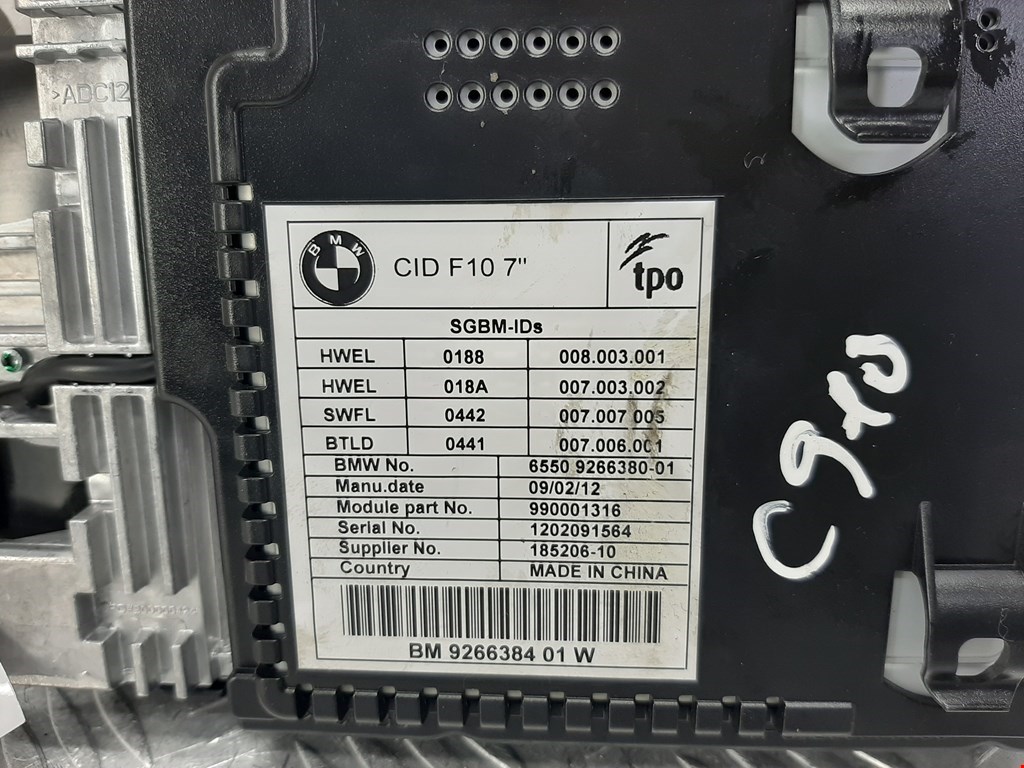 >ADC12
BMW
CID F10 7"
tpo
SGBM-IDs
HWEL 0188 008.003.001
HWEL 018A 007.003.002
SWFL 0442 007.007.005
BTLD 0441 007.006.001
BMW No. 6550 9266380-01
Manu.date 09/02/12
Module part No. 990001316
Serial No. 1202091564
Supplier No. 185206-10
Country MADE IN CHINA
BM 9266384 01 W